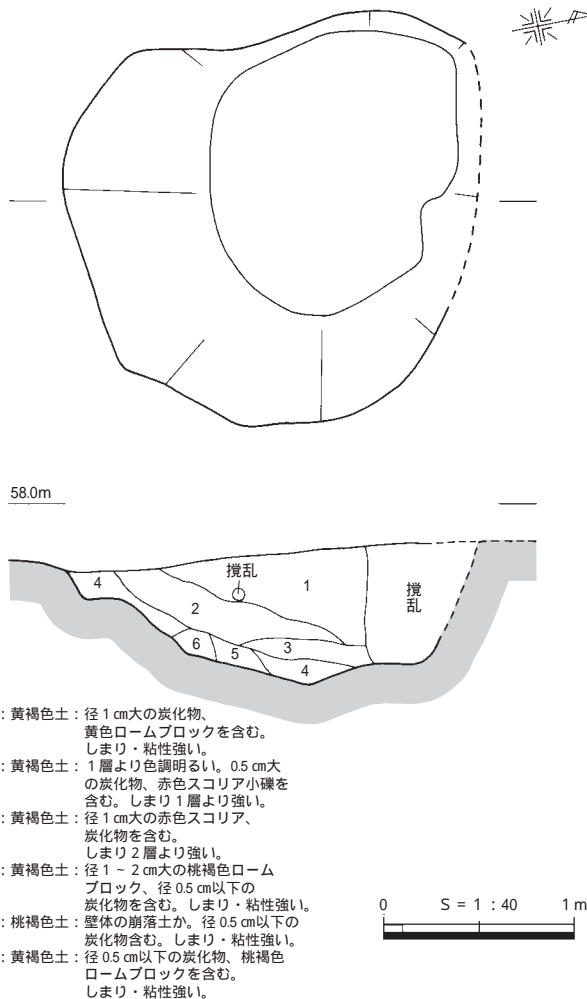 58.0m
撹乱
1
撹乱
4
2
3
6
5
4
：黄褐色土：径1㎝大の炭化物、
黄色ロームブロックを含む。
しまり・粘性強い。
：黄褐色土：1層より色調明るい。0.5㎝大
の炭化物、赤色スコリア小礫を
含む。しまり1層より強い。
：黄褐色土：径1㎝大の赤色スコリア、
炭化物を含む。
しまり2層より強い。
：黄褐色土：径1～2㎝大の桃褐色ローム
ブロック、径0.5㎝以下の
炭化物を含む。しまり・粘性強い。
：桃褐色土：壁体の崩落土か。径0.5㎝以下の
炭化物含む。しまり・粘性強い。
：黄褐色土：径0.5㎝以下の炭化物、桃褐色
ロームブロックを含む。
しまり・粘性強い。
0 S＝1：40 1m